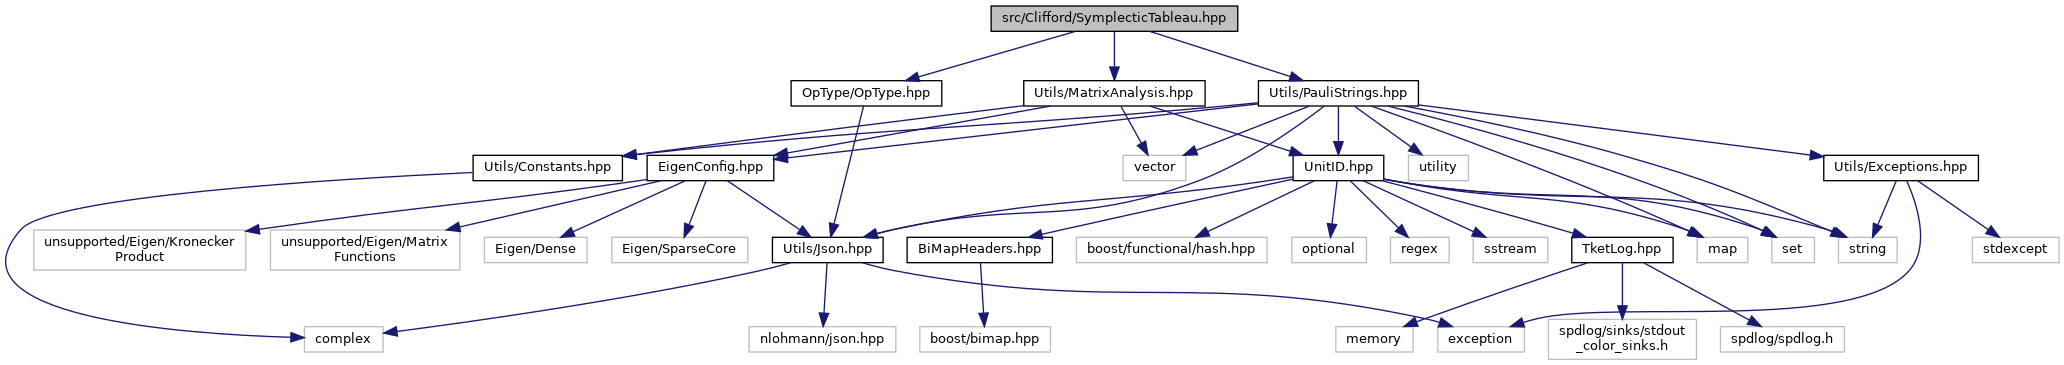 src/Clifford/SymplecticTableau.hpp
OpType/OpType.hpp
Utils/MatrixAnalysis.hpp
Utils/PauliStrings.hpp
Utils/Constants.hpp
EigenConfig.hpp
vector
UnitID.hpp
utility
Utils/Exceptions.hpp
unsupported/Eigen/Kronecker
Product
unsupported/Eigen/Matrix
Functions
Eigen/Dense
Eigen/SparseCore
Utils/Json.hpp
BiMapHeaders.hpp
boost/functional/hash.hpp
optional
regex
sstream
TketLog.hpp
map
set
string
stdexcept
complex
nlohmann/json.hpp
boost/bimap.hpp
memory
exception
spdlog/sinks/stdout
_color_sinks.h
spdlog/spdlog.h